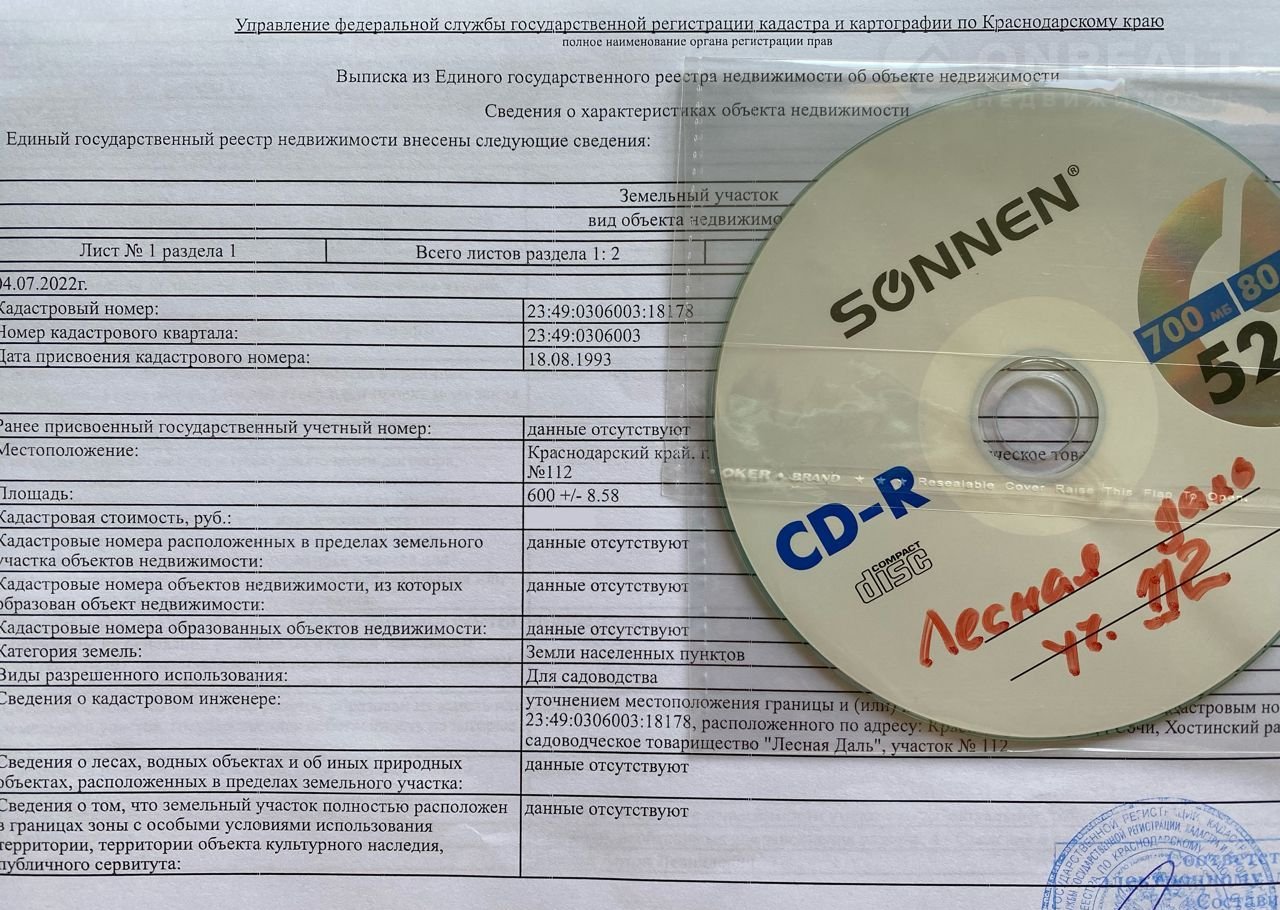 Управление федеральной службы государственной регистрации кадастра и картографии по Краснодарскому краю
полное наименование органа регистрации прав
ONREALT
НЕДВИЖИМОСТЬ
Выписка из Единого государственного реестра недвижимости об объекте недвижимости
Сведения о характеристиках объекта недвижимости
Единый государственный реестр недвижимости внесены следующие сведения:
Земельный участок
вид объекта недвижимо
Лист № 1 раздела 1 Всего листов раздела 1: 2
04.07.2022г.
Кадастровый номер: 23:49:0306003:18178
Номер кадастрового квартала: 23:49:0306003
Дата присвоения кадастрового номера: 18.08.1993
Ранее присвоенный государственный учетный номер: данные отсутствуют
Местоположение: Краснодарский край, г.
№112
Площадь: 600 +/- 8.58
Кадастровая стоимость, руб.:
Кадастровые номера расположенных в пределах земельного
участка объектов недвижимости: данные отсутствуют
Кадастровые номера объектов недвижимости, из которых
образован объект недвижимости: данные отсутствуют
Кадастровые номера образованных объектов недвижимости: данные отсутствуют
Категория земель: Земли населенных пунктов
Виды разрешенного использования: Для садоводства
Сведения о кадастровом инженере: уточнением местоположения границы и (или)
23:49:0306003:18178, расположенного по адресу: Сочи, Хостинский ра
садоводческое товарищество "Лесная Даль", участок № 112
Сведения о лесах, водных объектах и об иных природных
объектах, расположенных в пределах земельного участка: данные отсутствуют
Сведения о том, что земельный участок полностью расположен
в границах зоны с особыми условиями использования
территории, территории объекта культурного наследия,
публичного сервитута: данные отсутствуют
SONNEN®
700 МБ 80
52
OKER BRAND Resealable Cover Raise This Flap To Open
CD-R
COMPACT
disc
Лесная даль
уч. 112